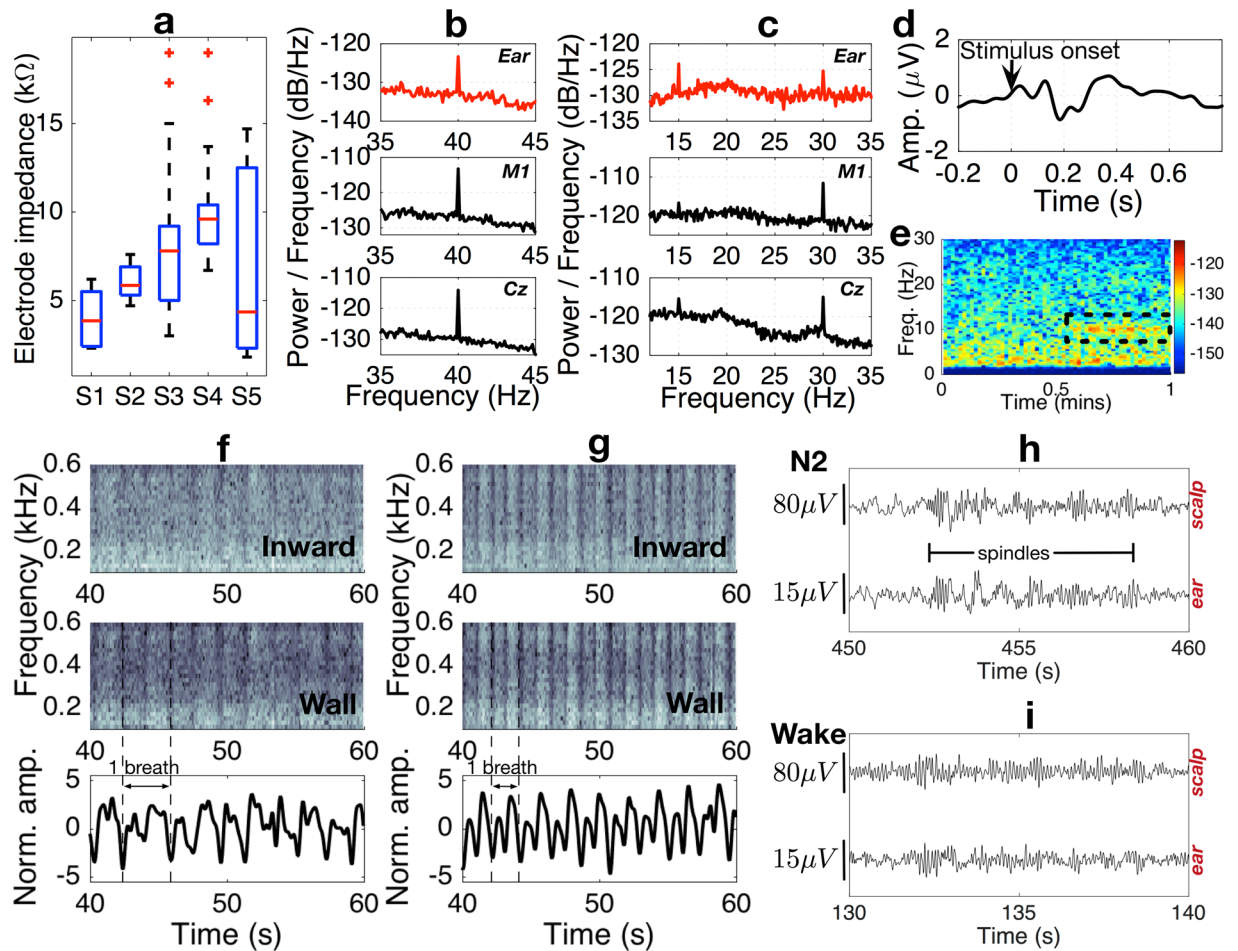 a
Electrode impedance (kΩ)
15
10
5
S1 S2 S3 S4 S5
b
Power / Frequency (dB/Hz)
-120
-130
-140
Ear
35 40 45
-110
-120
-130
M1
35 40 45
-110
-120
-130
Cz
35 40 45
Frequency (Hz)
c
Power / Frequency (dB/Hz)
-120
-125
-130
-135
Ear
15 20 25 30 35
-100
-110
-120
M1
15 20 25 30 35
-110
-120
-130
Cz
15 20 25 30 35
Frequency (Hz)
d
Amp. (μV)
2
0
-2
Stimulus onset
-0.2 0 0.2 0.4 0.6
Time (s)
e
Freq. (Hz)
30
20
10
0
0 0.5 1
Time (mins)
-120
-130
-140
-150
f
Frequency (kHz)
0.6
0.4
0.2
Inward
40 50 60
0.6
0.4
0.2
Wall
40 50 60
Norm. amp.
5
0
-5
1 breath
40 50 60
Time (s)
g
Frequency (kHz)
0.6
0.4
0.2
Inward
40 50 60
0.6
0.4
0.2
Wall
40 50 60
Norm. amp.
5
0
-5
1 breath
40 50 60
Time (s)
h
N2
80μV
scalp
spindles
15μV
ear
450 455 460
Time (s)
i
Wake
80μV
scalp
15μV
ear
130 135 140
Time (s)